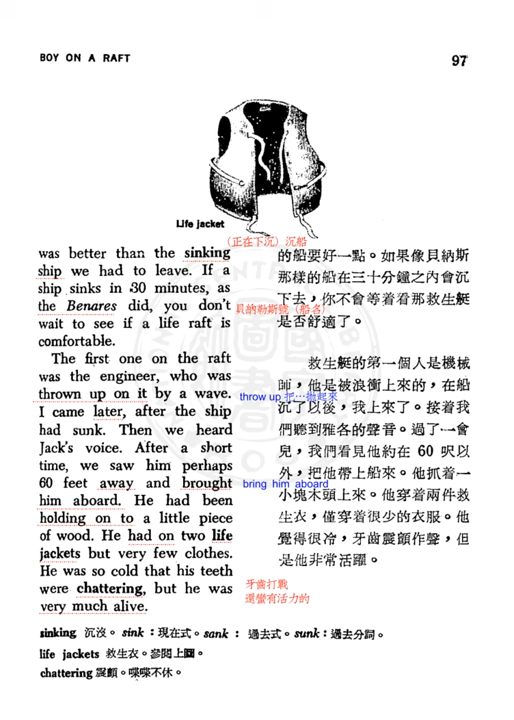 BOY ON A RAFT
97
Life jacket
(正在下沉) 沉船
was better than the sinking
ship we had to leave. If a
ship sinks in 30 minutes, as
the Benares did, you don't
wait to see if a life raft is
comfortable.
The first one on the raft
was the engineer, who was
thrown up on it by a wave.
I came later, after the ship
had sunk. Then we heard
Jack's voice. After a short
time, we saw him perhaps
60 feet away and brought
him aboard. He had been
holding on to a little piece
of wood. He had on two life
jackets but very few clothes.
He was so cold that his teeth
were chattering, but he was
very much alive.
貝納勒斯號 (船名)
throw up 把…拋起來
bring him aboard
牙齒打戰
還蠻有活力的
的船要好一點。如果像貝納斯
那樣的船在三十分鐘之內會沉
下去,你不會等着看那救生艇
是否舒適了。
救生艇的第一個人是機械
師,他是被浪衝上來的,在船
沉了以後,我上來了。接着我
們聽到雅各的聲音。過了一會
兒,我們看見他約在 60 呎以
外,把他帶上船來。他抓着一
小塊木頭上來。他穿着兩件救
生衣,僅穿着很少的衣服。他
覺得很冷,牙齒震顫作聲,但
是他非常活躍。
sinking 沉沒。sink:現在式。sank:過去式。sunk:過去分詞。
life jackets 救生衣。參閱上圖。
chattering 震顫。喋喋不休。